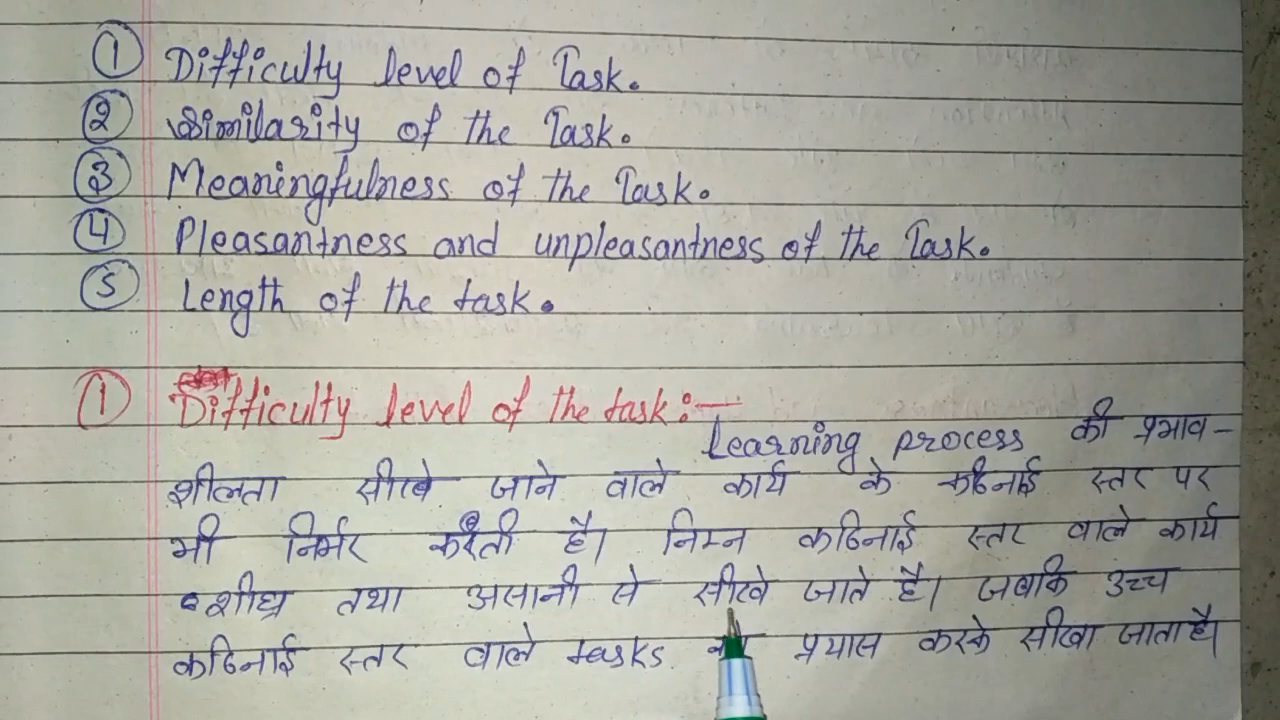 ① Difficulty level of Task.
② Similarity of the Task.
③ Meaningfulness of the Task.
④ Pleasantness and unpleasantness of the Task.
⑤ Length of the task.
① Difficulty level of the task:—
Learning process की प्रभाव-
शीलता सीखे जाने वाले कार्य के कठिनाई स्तर पर
भी निर्भर करती है। निम्न कठिनाई स्तर वाले कार्य
शीघ्र तथा असानी से सीखे जाते है। जबकि उच्च
कठिनाई स्तर वाले tasks प्रयास करके सीखा जाता है।